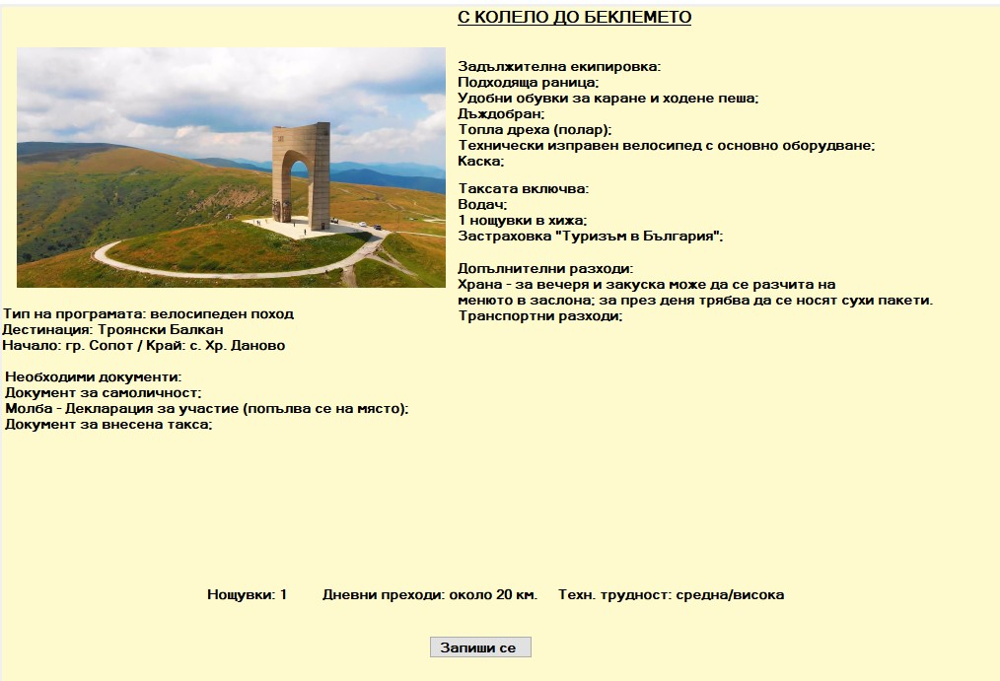 С КОЛЕЛО ДО БЕКЛЕМЕТО
Задължителна екипировка:
Подходяща раница;
Удобни обувки за каране и ходене пеша;
Дъждобран;
Топла дреха (полар);
Технически изправен велосипед с основно оборудване;
Каска;
Таксата включва:
Водач;
1 нощувки в хижа;
Застраховка "Туризъм в България";
Допълнителни разходи:
Храна - за вечеря и закуска може да се разчита на
менюто в заслона; за през деня трябва да се носят сухи пакети.
Транспортни разходи;
Тип на програмата: велосипеден поход
Дестинация: Троянски Балкан
Начало: гр. Сопот / Край: с. Хр. Даново
Необходими документи:
Документ за самоличност;
Молба - Декларация за участие (попълва се на място);
Документ за внесена такса;
Нощувки: 1 Дневни преходи: около 20 км. Техн. трудност: средна/висока
Запиши се